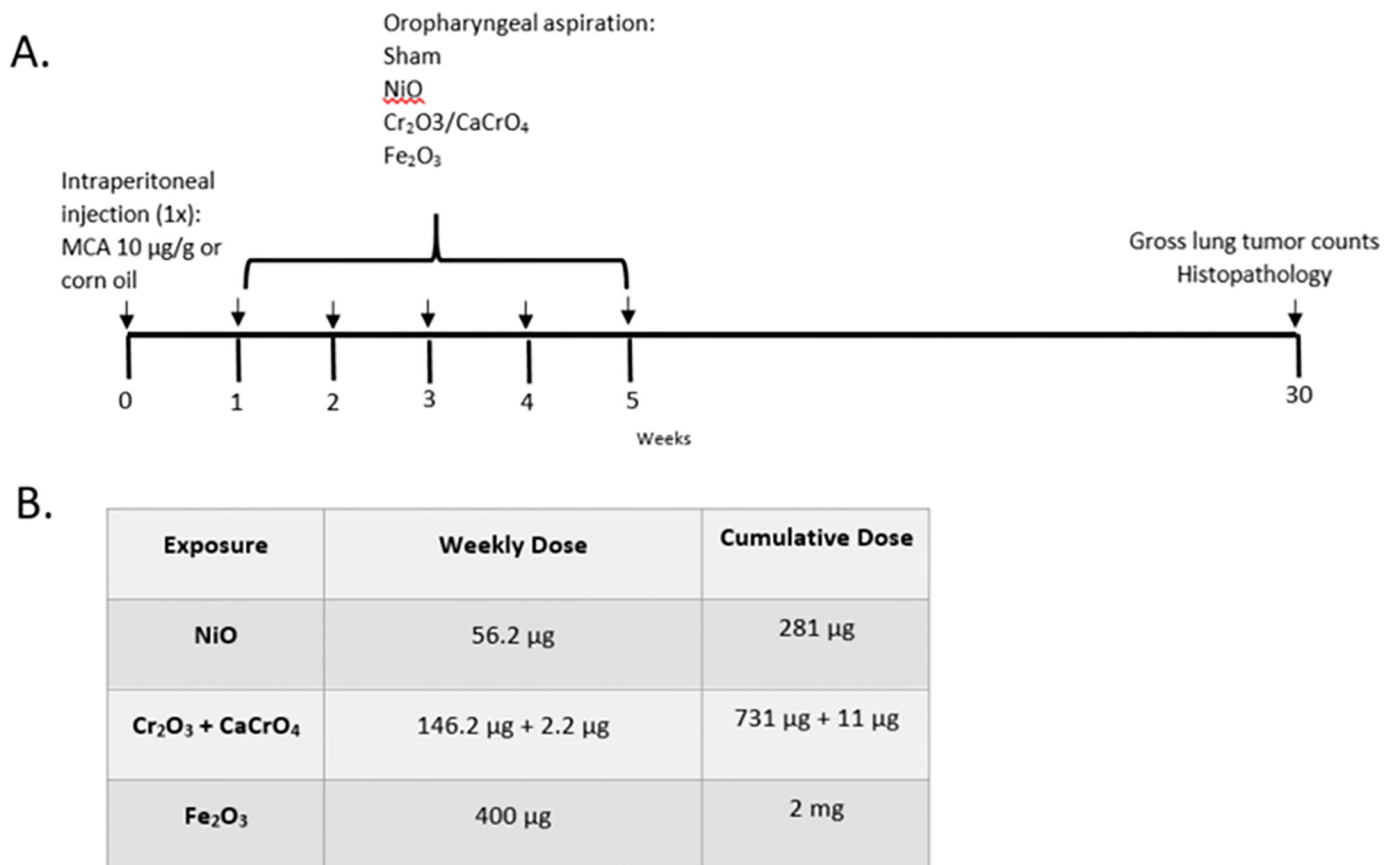 A.
Oropharyngeal aspiration:
Sham
NiO
Cr₂O3/CaCrO₄
Fe₂O₃
Intraperitoneal
injection (1x):
MCA 10 µg/g or
corn oil
Gross lung tumor counts
Histopathology
0 1 2 3 4 5 30
Weeks
B.
Exposure Weekly Dose Cumulative Dose
NiO 56.2 µg 281 µg
Cr₂O₃ + CaCrO₄ 146.2 µg + 2.2 µg 731 µg + 11 µg
Fe₂O₃ 400 µg 2 mg